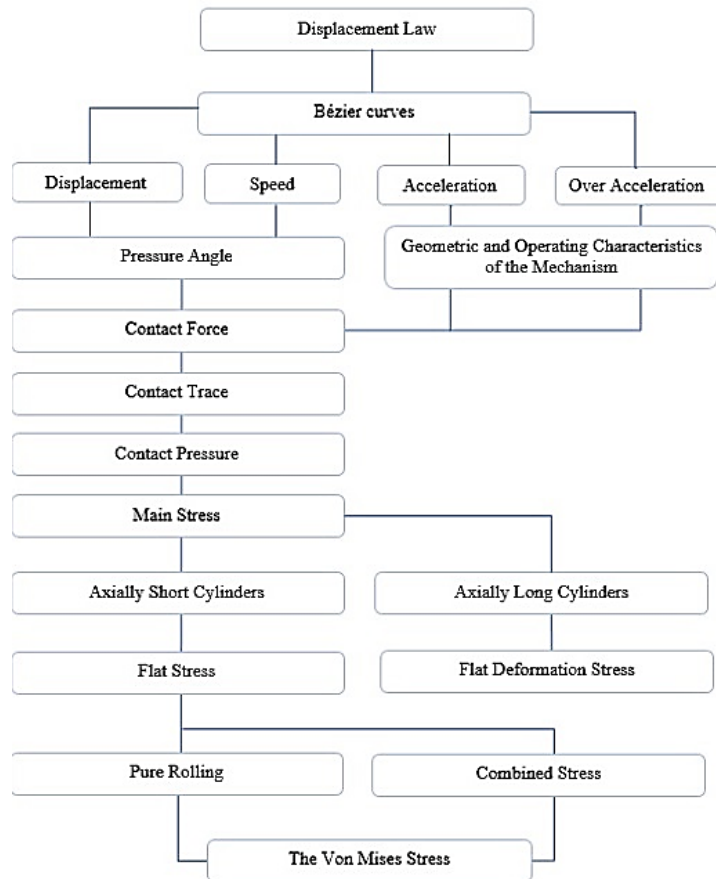 Displacement Law
Bézier curves
Displacement
Speed
Acceleration
Over Acceleration
Pressure Angle
Geometric and Operating Characteristics
of the Mechanism
Contact Force
Contact Trace
Contact Pressure
Main Stress
Axially Short Cylinders
Axially Long Cylinders
Flat Stress
Flat Deformation Stress
Pure Rolling
Combined Stress
The Von Mises Stress